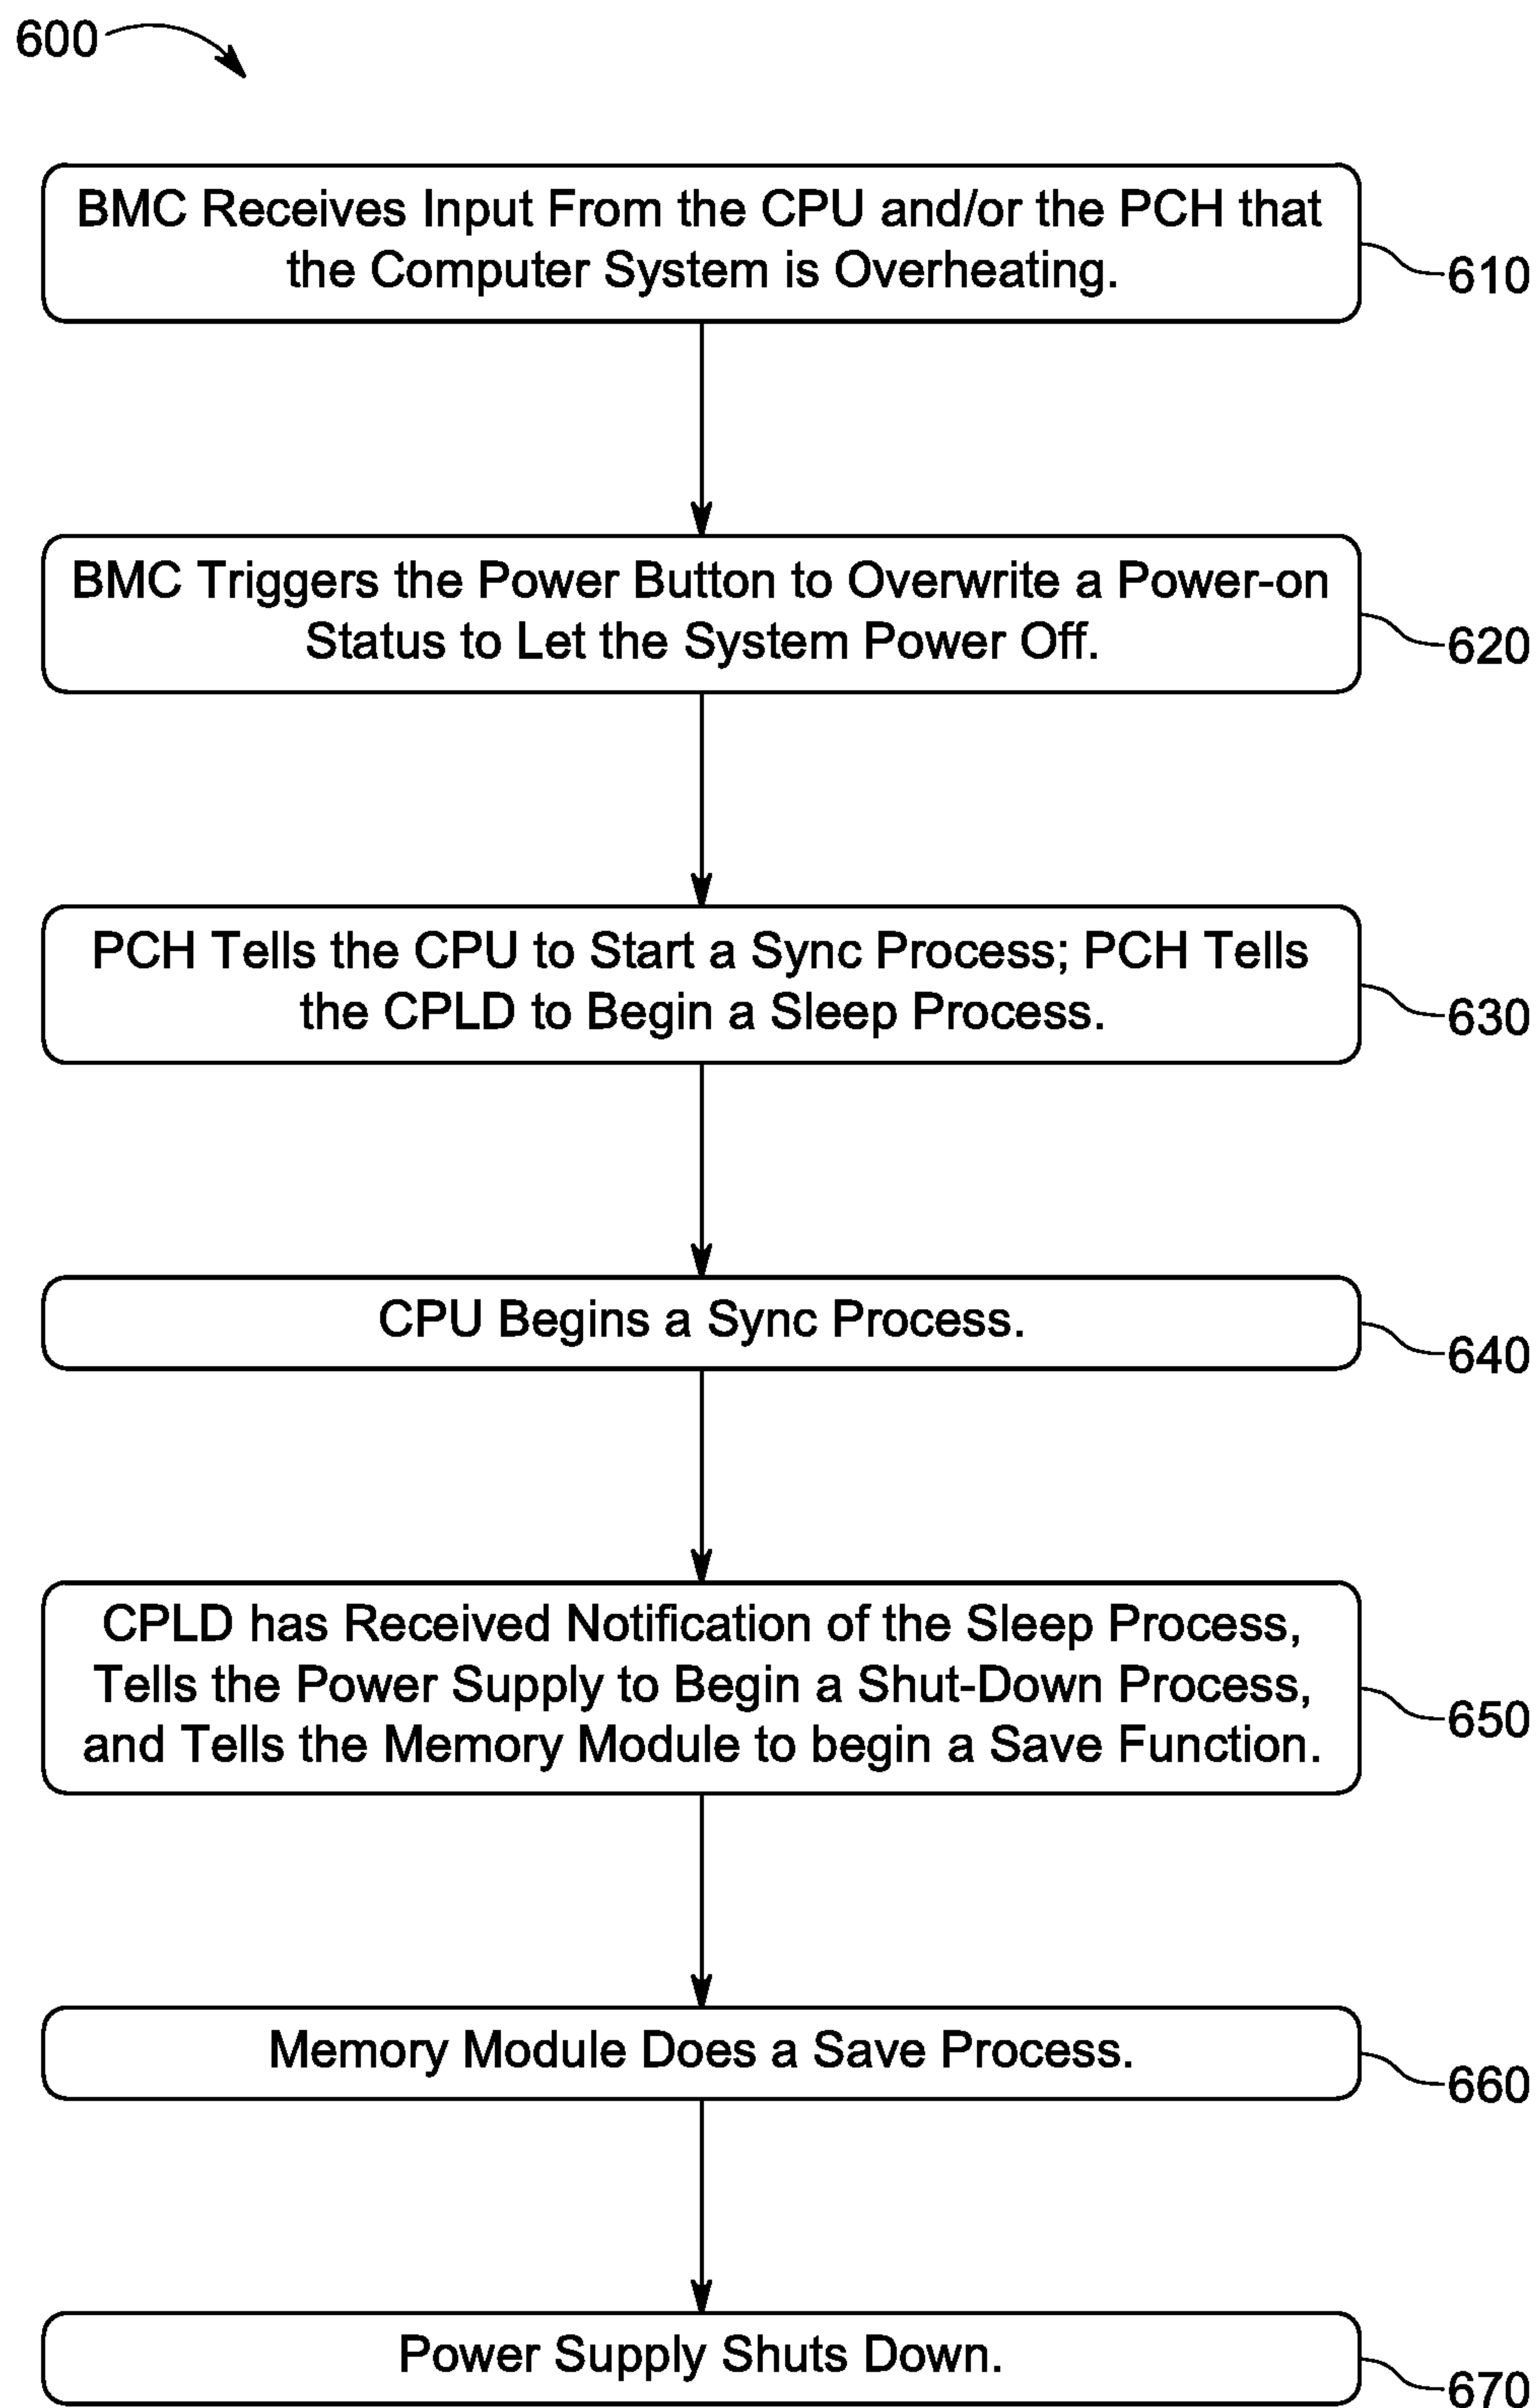 600
BMC Receives Input From the CPU and/or the PCH that
the Computer System is Overheating.
610
BMC Triggers the Power Button to Overwrite a Power-on
Status to Let the System Power Off.
620
PCH Tells the CPU to Start a Sync Process; PCH Tells
the CPLD to Begin a Sleep Process.
630
CPU Begins a Sync Process.
640
CPLD has Received Notification of the Sleep Process,
Tells the Power Supply to Begin a Shut-Down Process,
and Tells the Memory Module to begin a Save Function.
650
Memory Module Does a Save Process.
660
Power Supply Shuts Down.
670